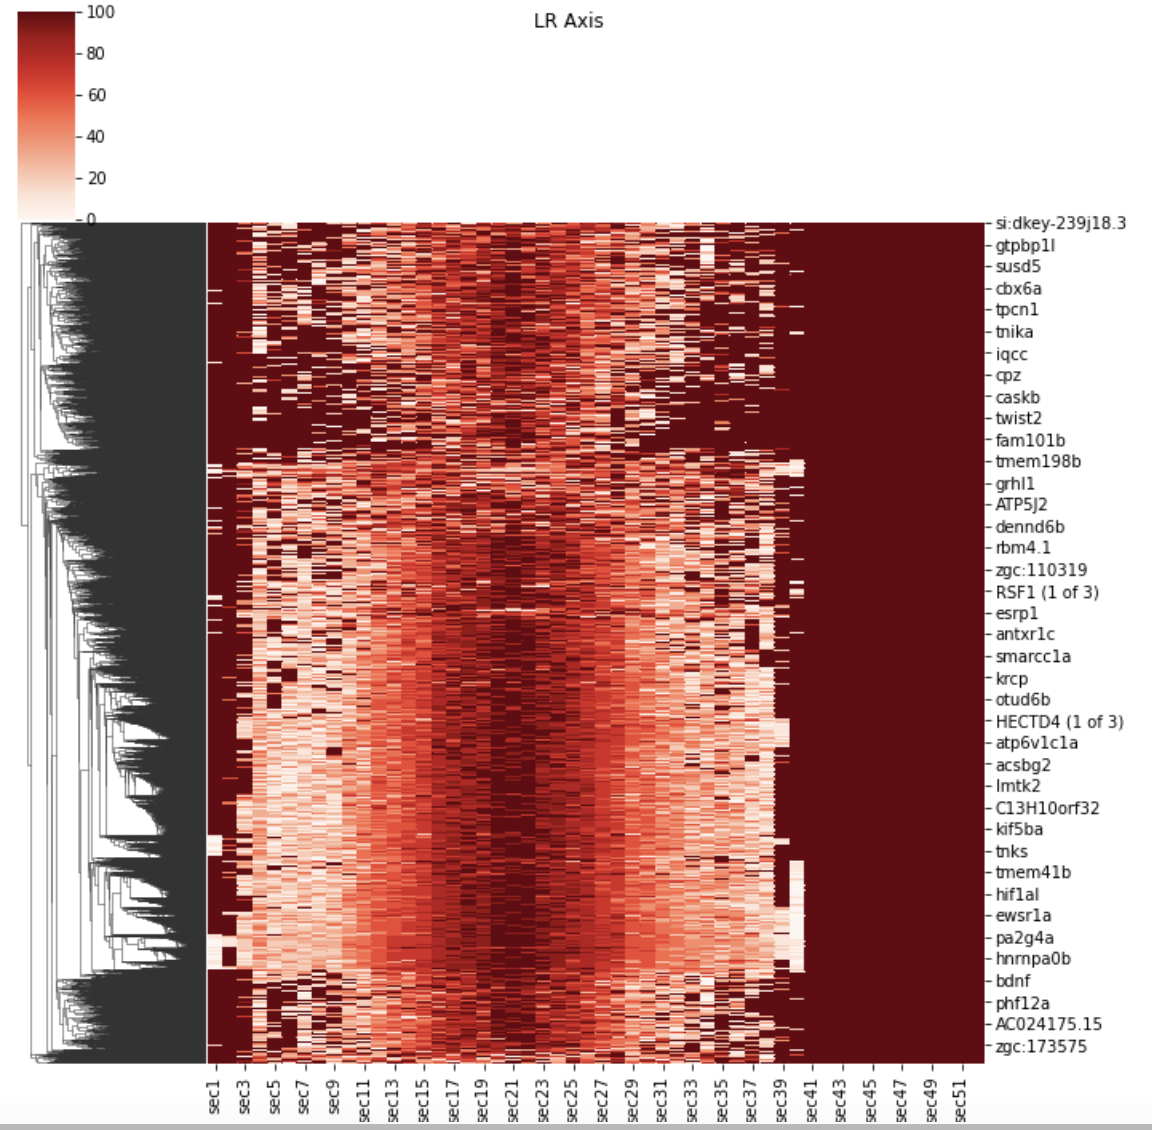 LR Axis
100
80
60
40
20
0
si:dkey-239j18.3
gtpbp1l
susd5
cbx6a
tpcn1
tnika
iqcc
cpz
caskb
twist2
fam101b
tmem198b
grhl1
ATP5J2
dennd6b
rbm4.1
zgc:110319
RSF1 (1 of 3)
esrp1
antxr1c
smarcc1a
krcp
otud6b
HECTD4 (1 of 3)
atp6v1c1a
acsbg2
lmtk2
C13H10orf32
kif5ba
tnks
tmem41b
hif1al
ewsr1a
pa2g4a
hnrnpa0b
bdnf
phf12a
AC024175.15
zgc:173575
sec1
sec3
sec5
sec7
sec9
sec11
sec13
sec15
sec17
sec19
sec21
sec23
sec25
sec27
sec29
sec31
sec33
sec35
sec37
sec39
sec41
sec43
sec45
sec47
sec49
sec51